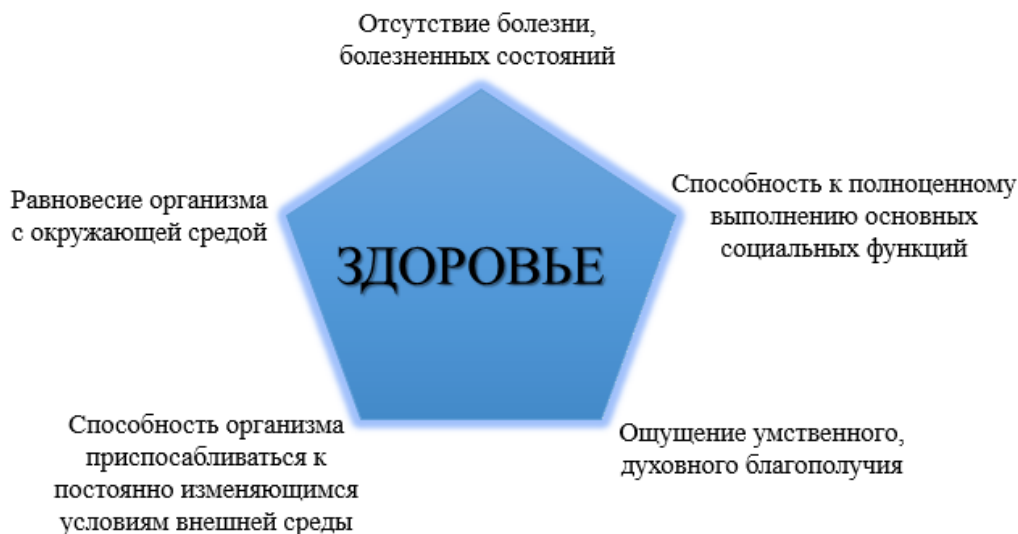 Отсутствие болезни,
болезненных состояний
Способность к полноценному
выполнению основных
социальных функций
Равновесие организма
с окружающей средой
ЗДОРОВЬЕ
Способность организма
приспосабливаться к
постоянно изменяющимся
условиям внешней среды
Ощущение умственного,
духовного благополучия